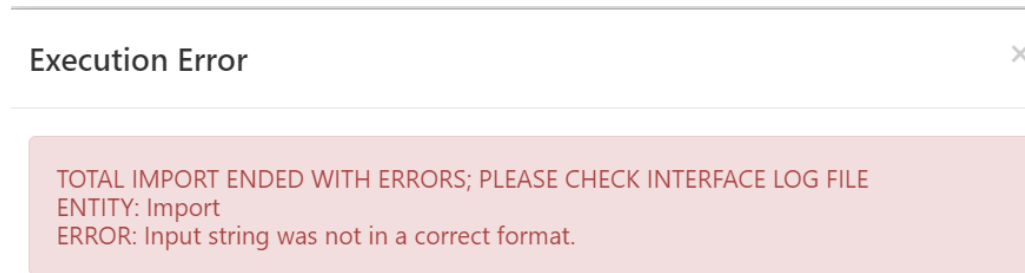 Execution Error
×
TOTAL IMPORT ENDED WITH ERRORS; PLEASE CHECK INTERFACE LOG FILE
ENTITY: Import
ERROR: Input string was not in a correct format.